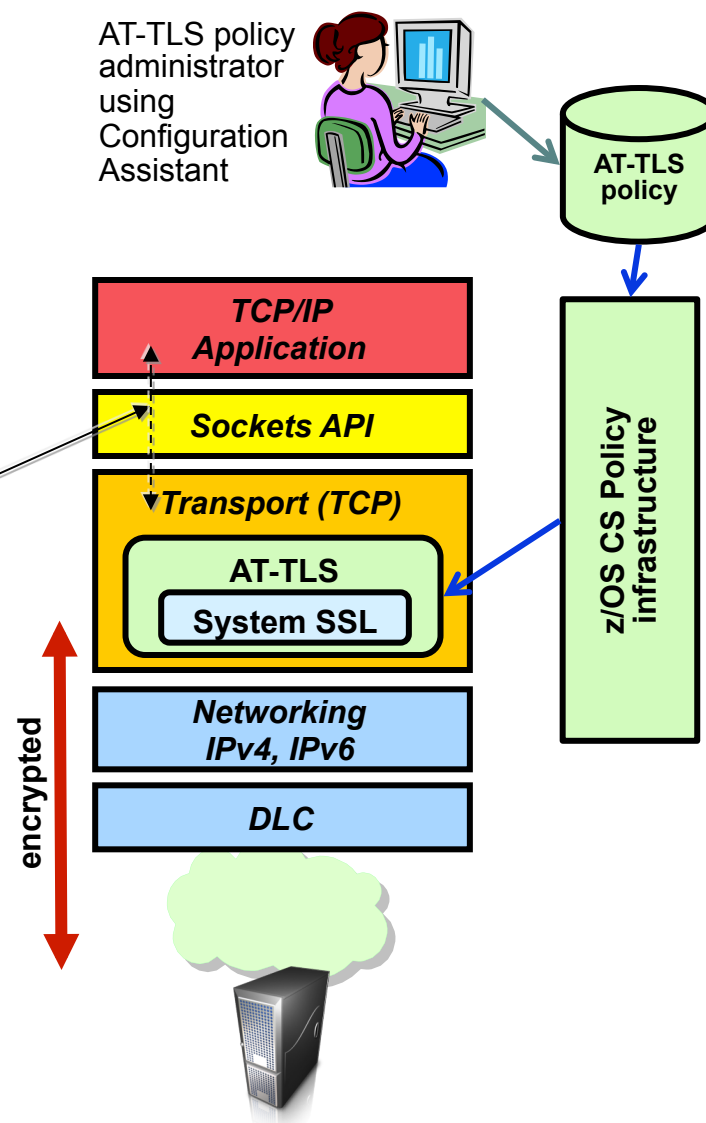 AT-TLS policy
administrator
using
Configuration
Assistant
AT-TLS
policy
TCP/IP
Application
Sockets API
Transport (TCP)
AT-TLS
System SSL
Networking
IPv4, IPv6
DLC
z/OS CS Policy
infrastructure
encrypted